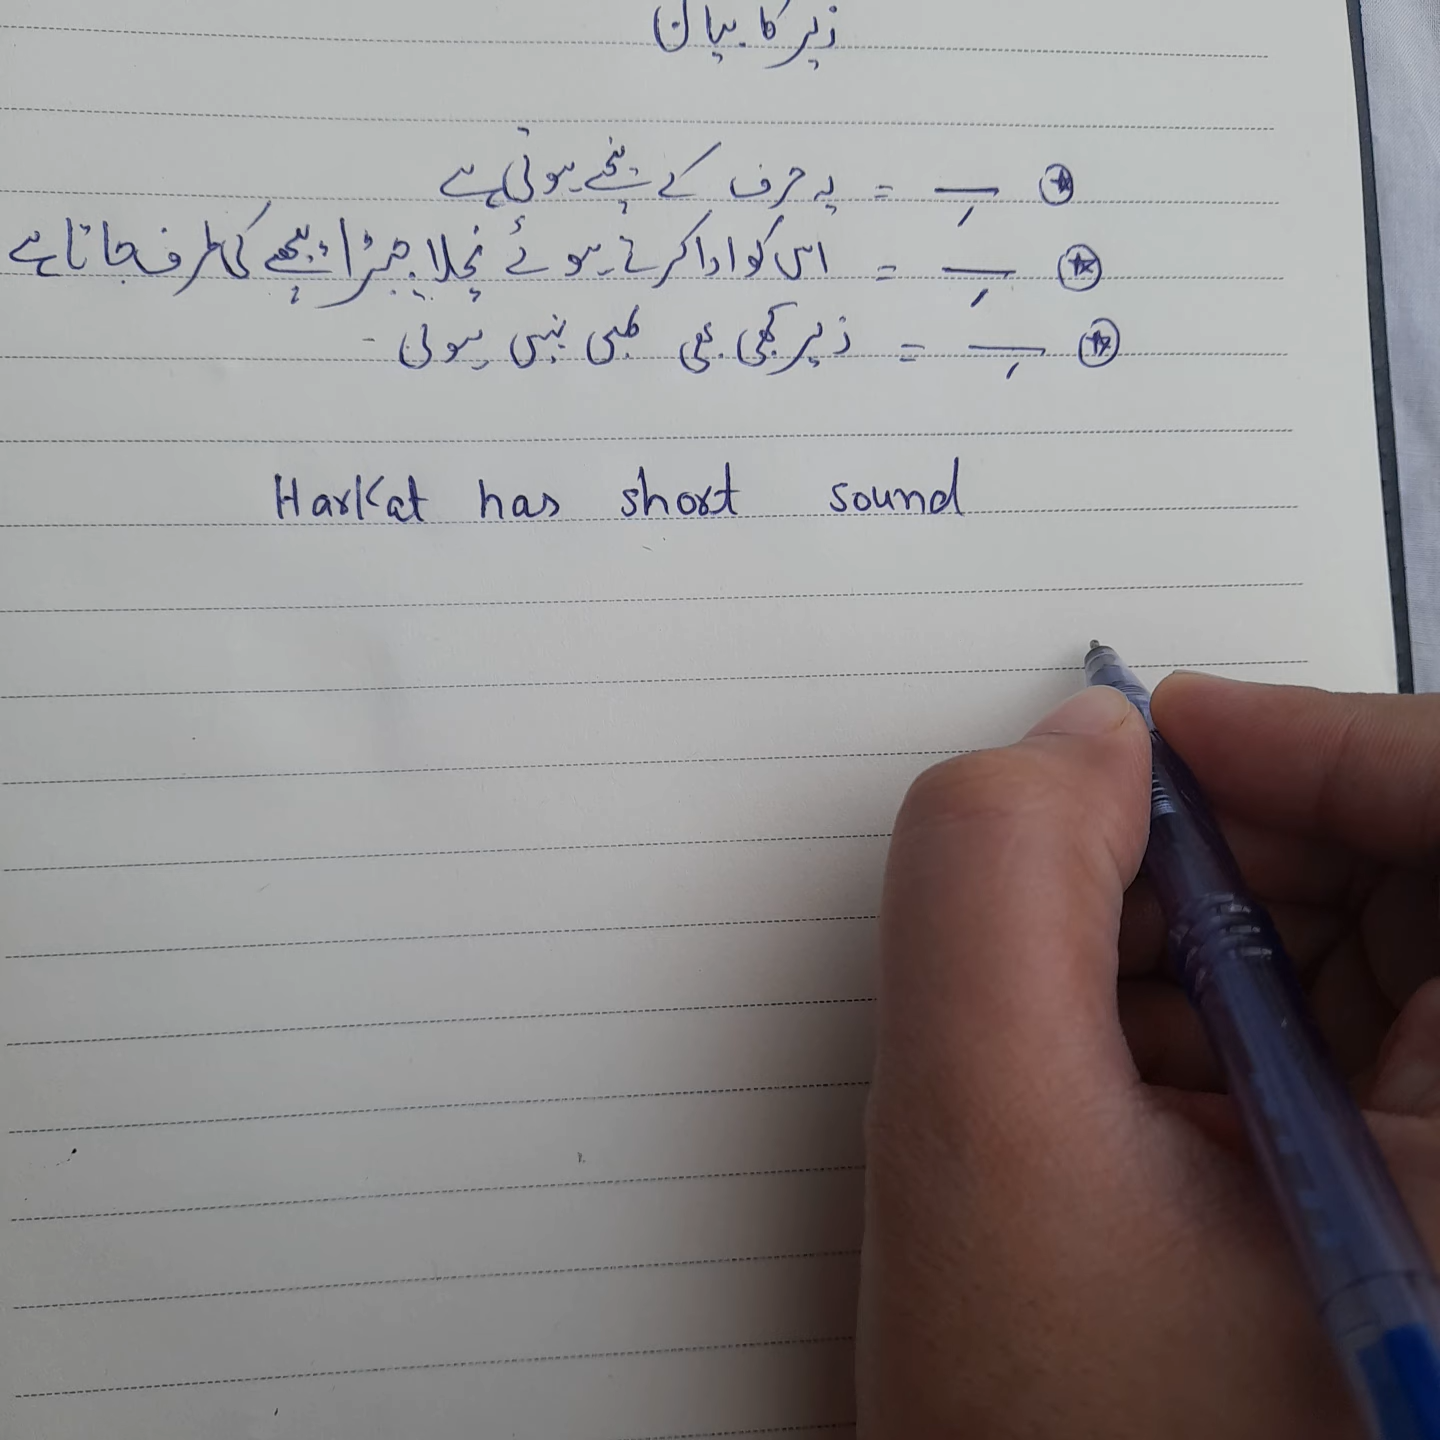 زیر کا بیان
ـِ = یہ حرف کے نیچے ہوتی ہے
ـِ = اس کو ادا کرتے ہوئے نچلا جبڑا نیچے کی طرف جاتا ہے
ـِ = زیر کبھی بھی لمبی نہیں ہوتی -
Harkat has short sound